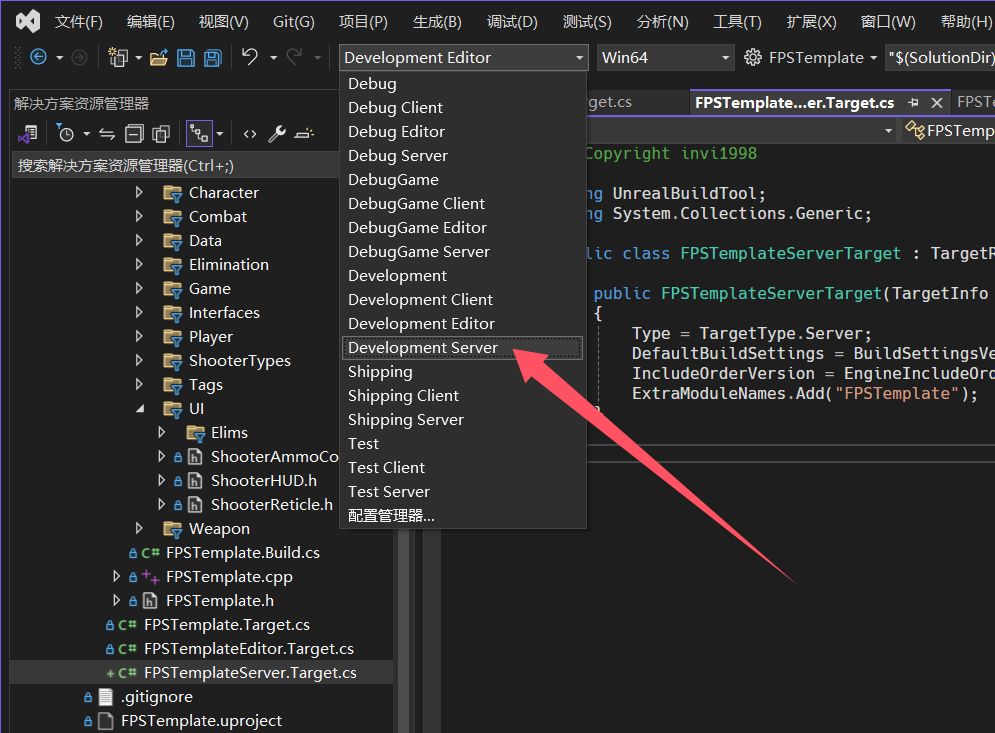 文件(F) 编辑(E) 视图(V) Git(G) 项目(P) 生成(B) 调试(D) 测试(S) 分析(N) 工具(T) 扩展(X) 窗口(W) 帮助(H)
Development Editor Win64 FPSTemplate "$(SolutionDir)
解决方案资源管理器
搜索解决方案资源管理器(Ctrl+;)
Character
Combat
Data
Elimination
Game
Interfaces
Player
ShooterTypes
Tags
UI
Elims
ShooterAmmoCo
ShooterHUD.h
ShooterReticle.h
Weapon
C# FPSTemplate.Build.cs
FPSTemplate.cpp
FPSTemplate.h
C# FPSTemplate.Target.cs
C# FPSTemplateEditor.Target.cs
C# FPSTemplateServer.Target.cs
.gitignore
FPSTemplate.uproject
Debug
Debug Client
Debug Editor
Debug Server
DebugGame
DebugGame Client
DebugGame Editor
DebugGame Server
Development
Development Client
Development Editor
Development Server
Shipping
Shipping Client
Shipping Server
Test
Test Client
Test Server
配置管理器...
rget.cs FPSTemplate...er.Target.cs FPSTe
FPSTemp
Copyright invi1998
ng UnrealBuildTool;
ng System.Collections.Generic;
lic class FPSTemplateServerTarget : TargetR
public FPSTemplateServerTarget(TargetInfo
{
Type = TargetType.Server;
DefaultBuildSettings = BuildSettingsVe
IncludeOrderVersion = EngineIncludeOrd
ExtraModuleNames.Add("FPSTemplate");